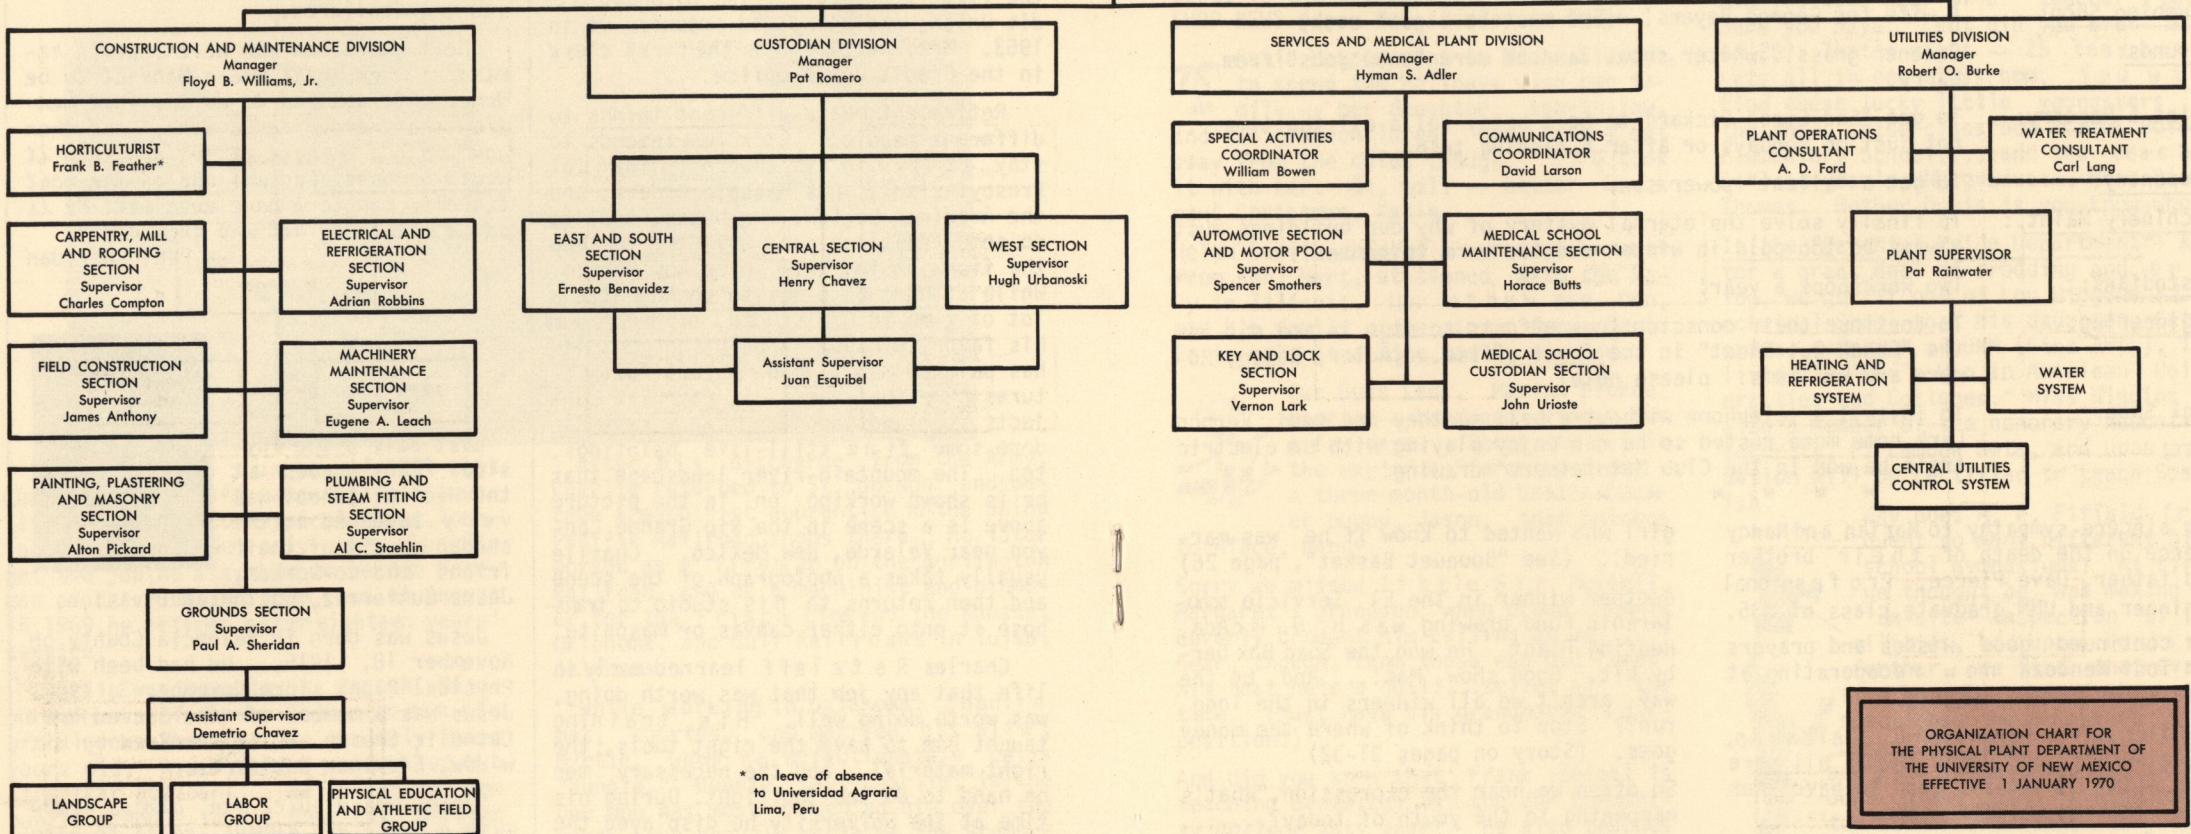 CONSTRUCTION AND MAINTENANCE DIVISION
Manager
Floyd B. Williams, Jr.
CUSTODIAN DIVISION
Manager
Pat Romero
SERVICES AND MEDICAL PLANT DIVISION
Manager
Hyman S. Adler
UTILITIES DIVISION
Manager
Robert O. Burke
HORTICULTURIST
Frank B. Feather*
CARPENTRY, MILL
AND ROOFING
SECTION
Supervisor
Charles Compton
ELECTRICAL AND
REFRIGERATION
SECTION
Supervisor
Adrian Robbins
FIELD CONSTRUCTION
SECTION
Supervisor
James Anthony
MACHINERY
MAINTENANCE
SECTION
Supervisor
Eugene A. Leach
PAINTING, PLASTERING
AND MASONRY
SECTION
Supervisor
Alton Pickard
PLUMBING AND
STEAM FITTING
SECTION
Supervisor
Al C. Staehlin
GROUNDS SECTION
Supervisor
Paul A. Sheridan
Assistant Supervisor
Demetrio Chavez
LANDSCAPE
GROUP
LABOR
GROUP
PHYSICAL EDUCATION
AND ATHLETIC FIELD
GROUP
EAST AND SOUTH
SECTION
Supervisor
Ernesto Benavidez
CENTRAL SECTION
Supervisor
Henry Chavez
WEST SECTION
Supervisor
Hugh Urbanoski
Assistant Supervisor
Juan Esquibel
* on leave of absence
to Universidad Agraria
Lima, Peru
SPECIAL ACTIVITIES
COORDINATOR
William Bowen
COMMUNICATIONS
COORDINATOR
David Larson
AUTOMOTIVE SECTION
AND MOTOR POOL
Supervisor
Spencer Smothers
MEDICAL SCHOOL
MAINTENANCE SECTION
Supervisor
Horace Butts
KEY AND LOCK
SECTION
Supervisor
Vernon Lark
MEDICAL SCHOOL
CUSTODIAN SECTION
Supervisor
John Urioste
PLANT OPERATIONS
CONSULTANT
A. D. Ford
WATER TREATMENT
CONSULTANT
Carl Lang
PLANT SUPERVISOR
Pat Rainwater
HEATING AND
REFRIGERATION
SYSTEM
WATER
SYSTEM
CENTRAL UTILITIES
CONTROL SYSTEM
ORGANIZATION CHART FOR
THE PHYSICAL PLANT DEPARTMENT OF
THE UNIVERSITY OF NEW MEXICO
EFFECTIVE 1 JANUARY 1970